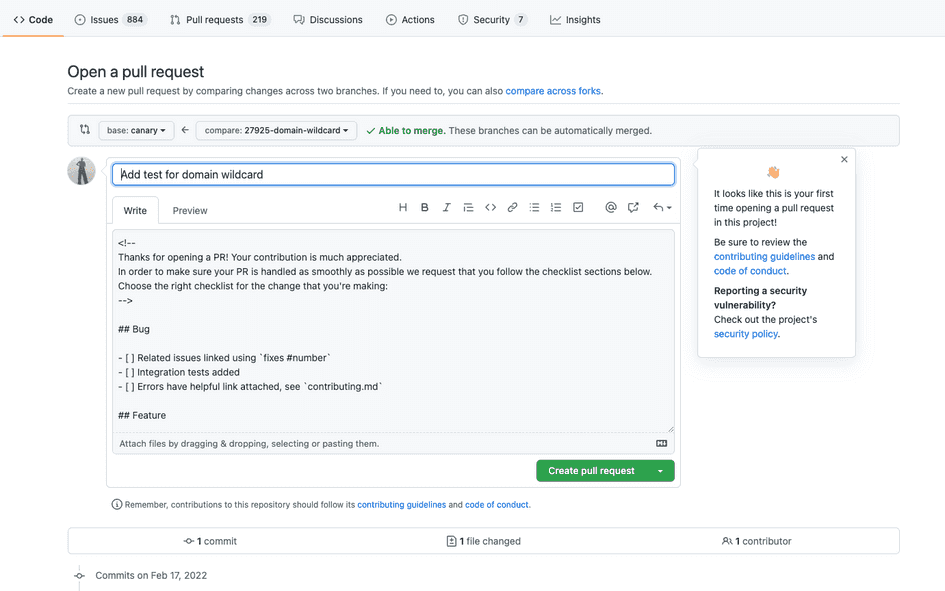 Code Issues 884 Pull requests 219 Discussions Actions Security 7 Insights
Open a pull request
Create a new pull request by comparing changes across two branches. If you need to, you can also compare across forks.
base: canary compare: 27925-domain-wildcard Able to merge. These branches can be automatically merged.
Add test for domain wildcard
Write Preview
<!--
Thanks for opening a PR! Your contribution is much appreciated.
In order to make sure your PR is handled as smoothly as possible we request that you follow the checklist sections below.
Choose the right checklist for the change that you're making:
-->
## Bug
- [ ] Related issues linked using `fixes #number`
- [ ] Integration tests added
- [ ] Errors have helpful link attached, see `contributing.md`
## Feature
Attach files by dragging & dropping, selecting or pasting them.
Create pull request
It looks like this is your first
time opening a pull request
in this project!
Be sure to review the
contributing guidelines and
code of conduct.
Reporting a security
vulnerability?
Check out the project's
security policy.
Remember, contributions to this repository should follow its contributing guidelines and code of conduct.
1 commit 1 file changed 1 contributor
Commits on Feb 17, 2022